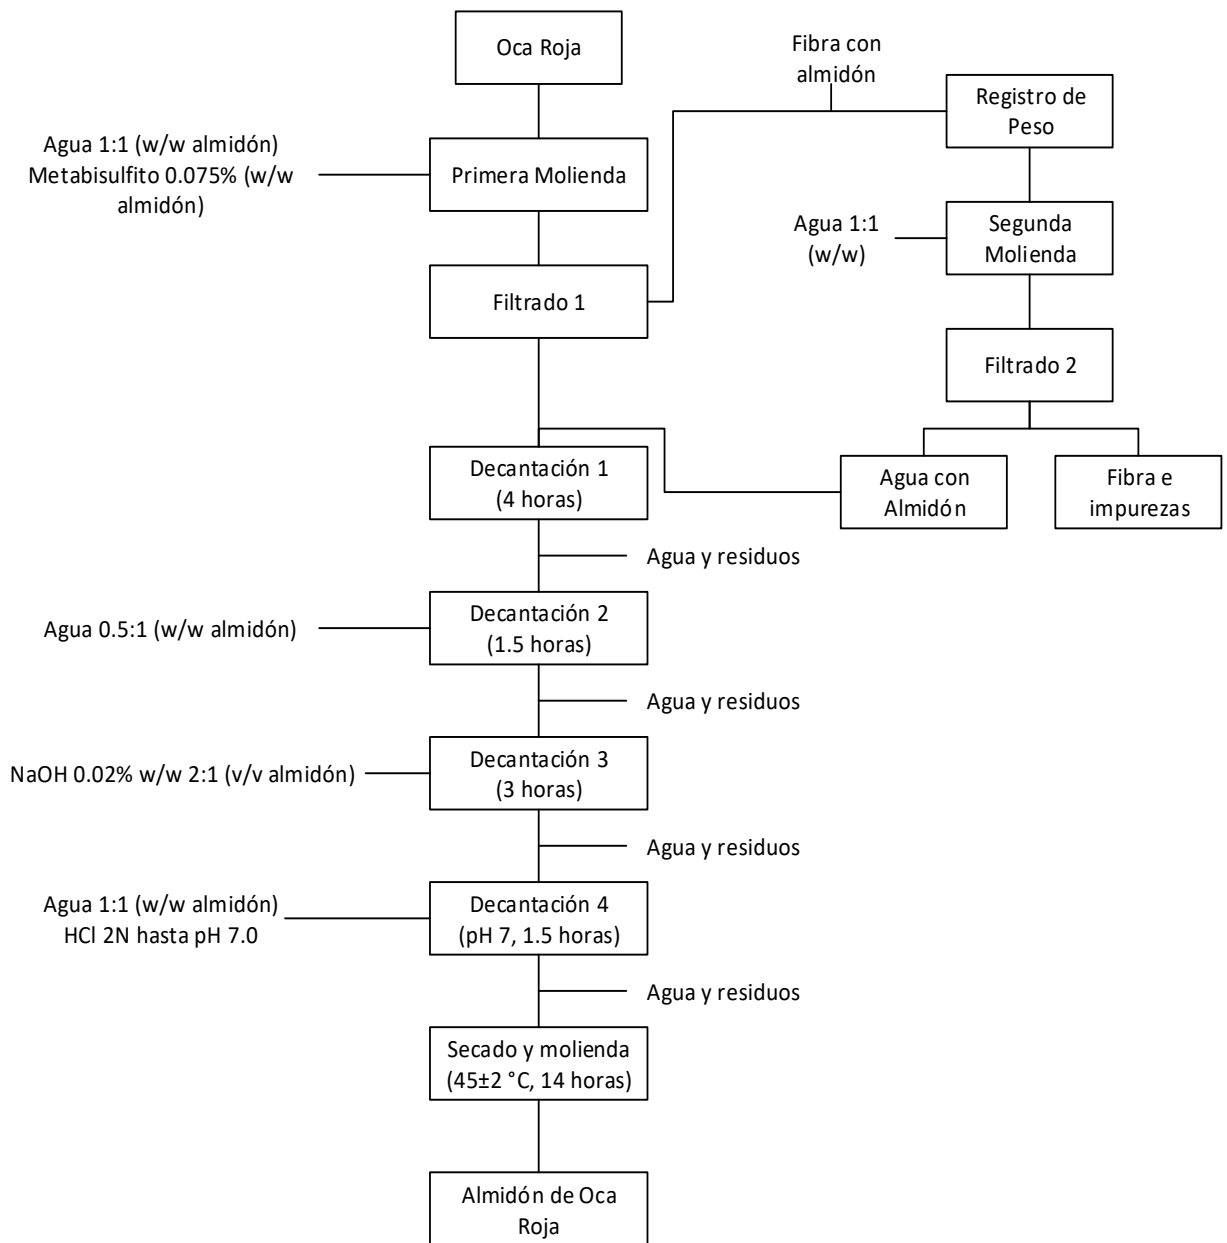 Oca Roja
Agua 1:1 (w/w almidón)
Metabisulfito 0.075% (w/w
almidón)
Primera Molienda
Filtrado 1
Fibra con
almidón
Registro de
Peso
Agua 1:1
(w/w)
Segunda
Molienda
Filtrado 2
Agua con
Almidón
Fibra e
impurezas
Decantación 1
(4 horas)
Agua y residuos
Agua 0.5:1 (w/w almidón)
Decantación 2
(1.5 horas)
Agua y residuos
NaOH 0.02% w/w 2:1 (v/v almidón)
Decantación 3
(3 horas)
Agua y residuos
Agua 1:1 (w/w almidón)
HCl 2N hasta pH 7.0
Decantación 4
(pH 7, 1.5 horas)
Agua y residuos
Secado y molienda
(45±2 °C, 14 horas)
Almidón de Oca
Roja